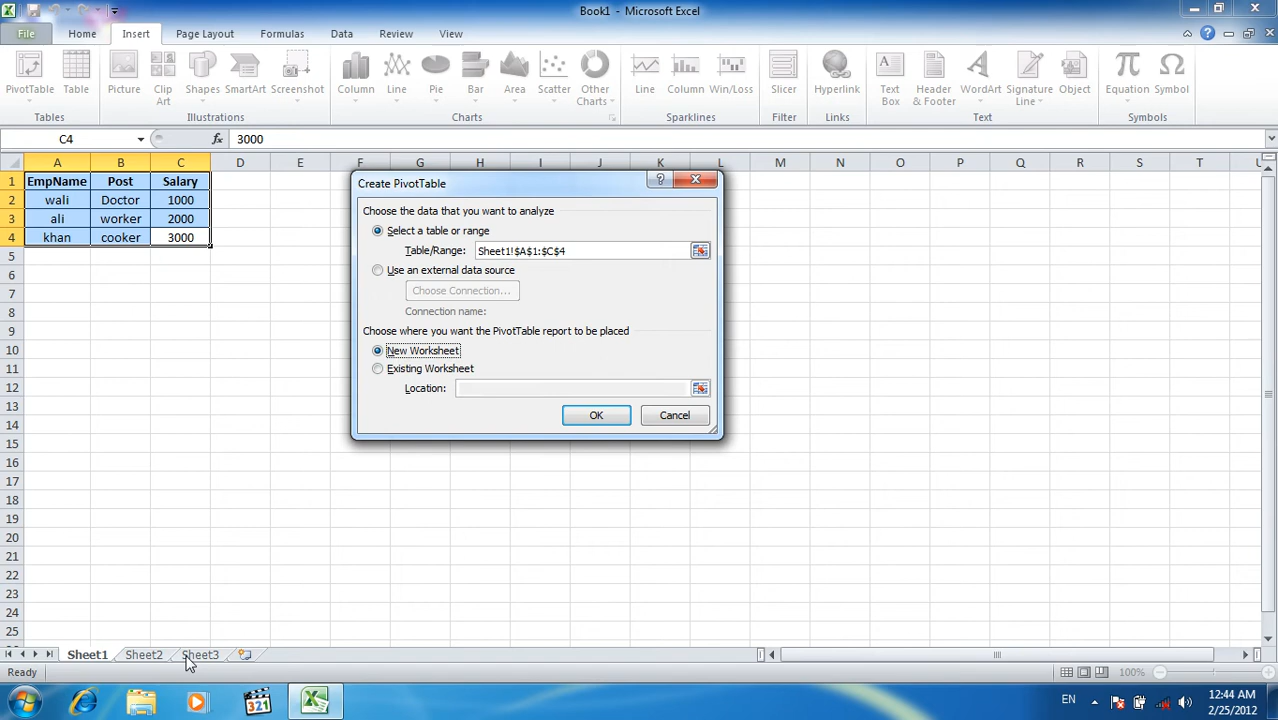 Book1 - Microsoft Excel
File Home Insert Page Layout Formulas Data Review View
PivotTable Table Picture Clip Art Shapes SmartArt Screenshot Column Line Pie Bar Area Scatter Other Charts Line Column Win/Loss Slicer Hyperlink Text Box Header & Footer WordArt Signature Line Object Equation Symbol
Tables Illustrations Charts Sparklines Filter Links Text Symbols
C4 fx 3000
A B C D E F G H I J K L M N O P Q R S T U
1 EmpName Post Salary
2 wali Doctor 1000
3 ali worker 2000
4 khan cooker 3000
5
6
7
8
9
10
11
12
13
14
15
16
17
18
19
20
21
22
23
24
25
Create PivotTable ?
Choose the data that you want to analyze
Select a table or range
Table/Range: Sheet1!$A$1:$C$4
Use an external data source
Choose Connection...
Connection name:
Choose where you want the PivotTable report to be placed
New Worksheet
Existing Worksheet
Location:
OK Cancel
Sheet1 Sheet2 Sheet3
Ready 100%
321 EN 12:44 AM
2/25/2012